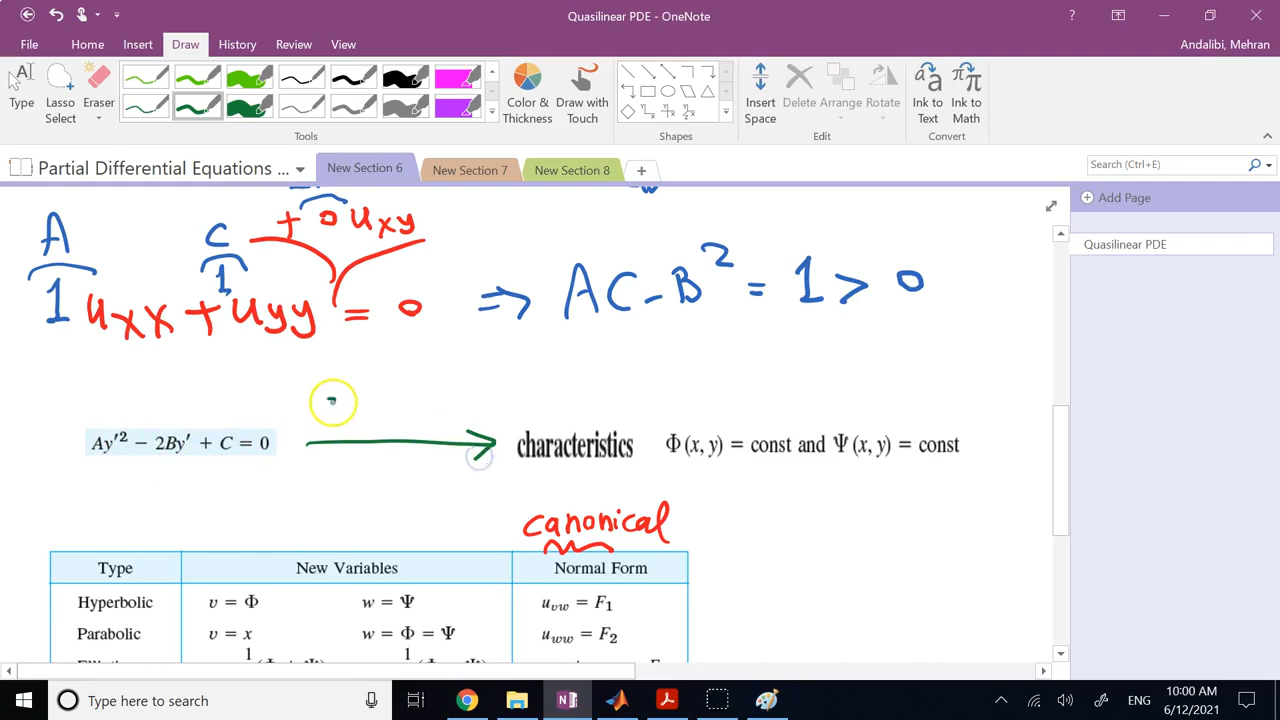 Quasilinear PDE - OneNote
File Home Insert Draw History Review View
Andalibi, Mehran
Type
Lasso Select
Eraser
Color & Thickness
Draw with Touch
Insert Space
Delete Arrange Rotate
Ink to Text
Ink to Math
Tools
Shapes
Edit
Convert
Partial Differential Equations ...
New Section 6
New Section 7
New Section 8
Search (Ctrl+E)
Add Page
Quasilinear PDE
+ 0 uxy
A C
1 uxx + 1 uyy = 0 ⇒ AC - B² = 1 > 0
Ay′² − 2By′ + C = 0
characteristics Φ(x, y) = const and Ψ(x, y) = const
canonical
Type New Variables Normal Form
Hyperbolic v = Φ w = Ψ u_vw = F₁
Parabolic v = x w = Φ = Ψ u_ww = F₂
Type here to search
ENG
10:00 AM
6/12/2021